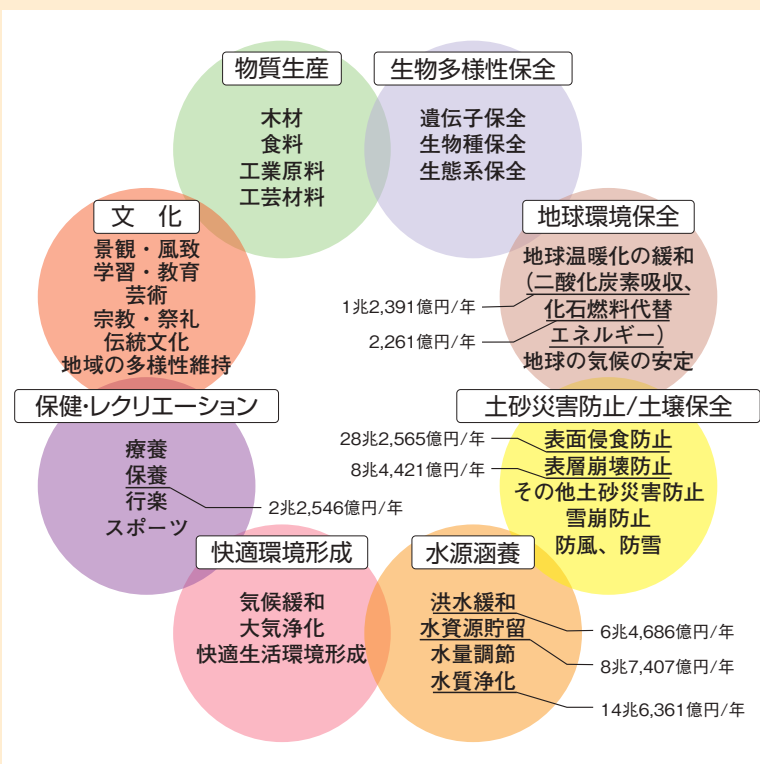 物質生産
木材
食料
工業原料
工芸材料
生物多様性保全
遺伝子保全
生物種保全
生態系保全
文　化
景観・風致
学習・教育
芸術
宗教・祭礼
伝統文化
地域の多様性維持
地球環境保全
地球温暖化の緩和
(二酸化炭素吸収、
化石燃料代替
エネルギー)
地球の気候の安定
1兆2,391億円/年
2,261億円/年
保健・レクリエーション
療養
保養
行楽
スポーツ
2兆2,546億円/年
土砂災害防止/土壌保全
表面侵食防止
表層崩壊防止
その他土砂災害防止
雪崩防止
防風、防雪
28兆2,565億円/年
8兆4,421億円/年
快適環境形成
気候緩和
大気浄化
快適生活環境形成
水源涵養
洪水緩和
水資源貯留
水量調節
水質浄化
6兆4,686億円/年
8兆7,407億円/年
14兆6,361億円/年